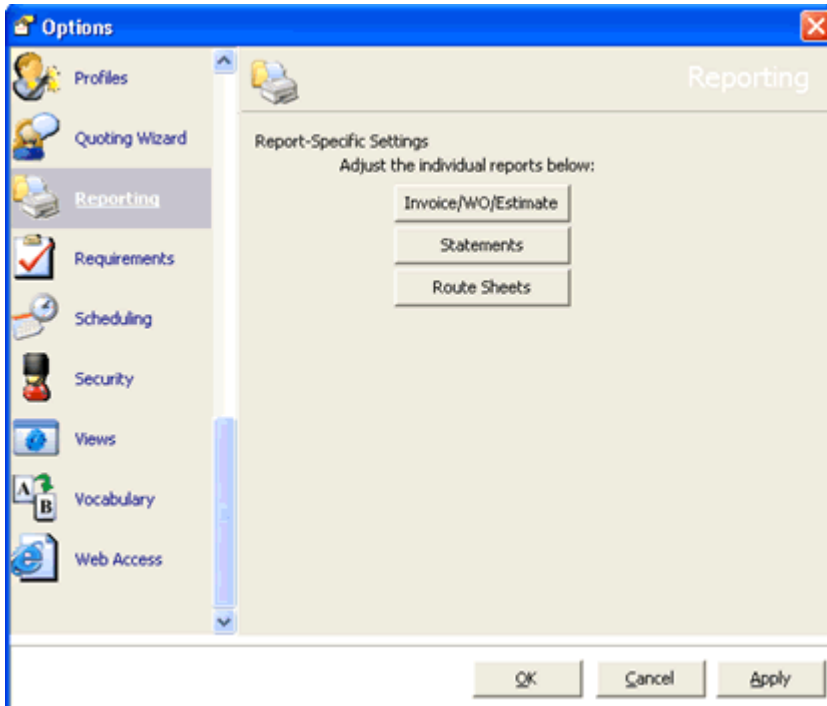 Options
Profiles
Quoting Wizard
Reporting
Requirements
Scheduling
Security
Views
A B
Vocabulary
Web Access
Reporting
Report-Specific Settings
Adjust the individual reports below:
Invoice/WO/Estimate
Statements
Route Sheets
OK
Cancel
Apply